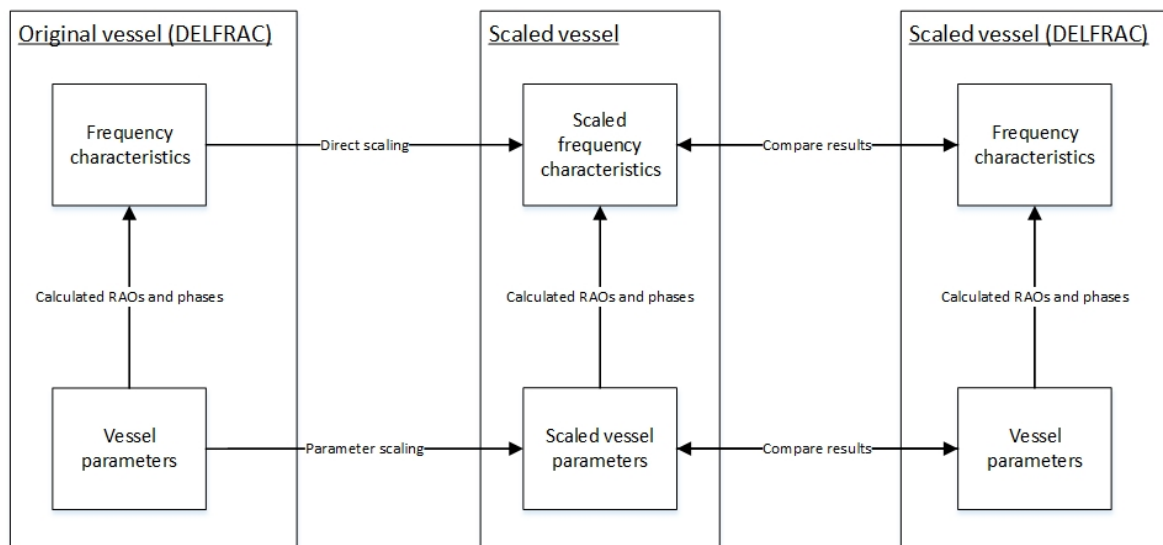 Original vessel (DELFRAC)
Scaled vessel
Scaled vessel (DELFRAC)
Frequency
characteristics
Direct scaling
Scaled
frequency
characteristics
Compare results
Frequency
characteristics
Calculated RAOs and phases
Calculated RAOs and phases
Calculated RAOs and phases
Vessel
parameters
Parameter scaling
Scaled vessel
parameters
Compare results
Vessel
parameters